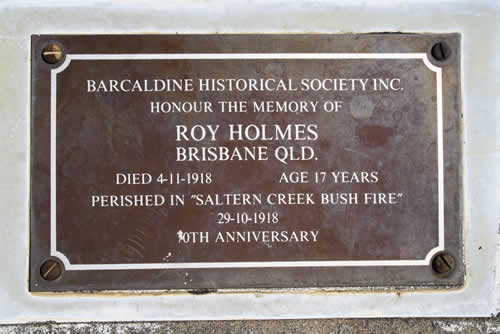 BARCALDINE HISTORICAL SOCIETY INC.
HONOUR THE MEMORY OF
ROY HOLMES
BRISBANE QLD.
DIED 4-11-1918 AGE 17 YEARS
PERISHED IN "SALTERN CREEK BUSH FIRE"
29-10-1918
ANNIVERSARY